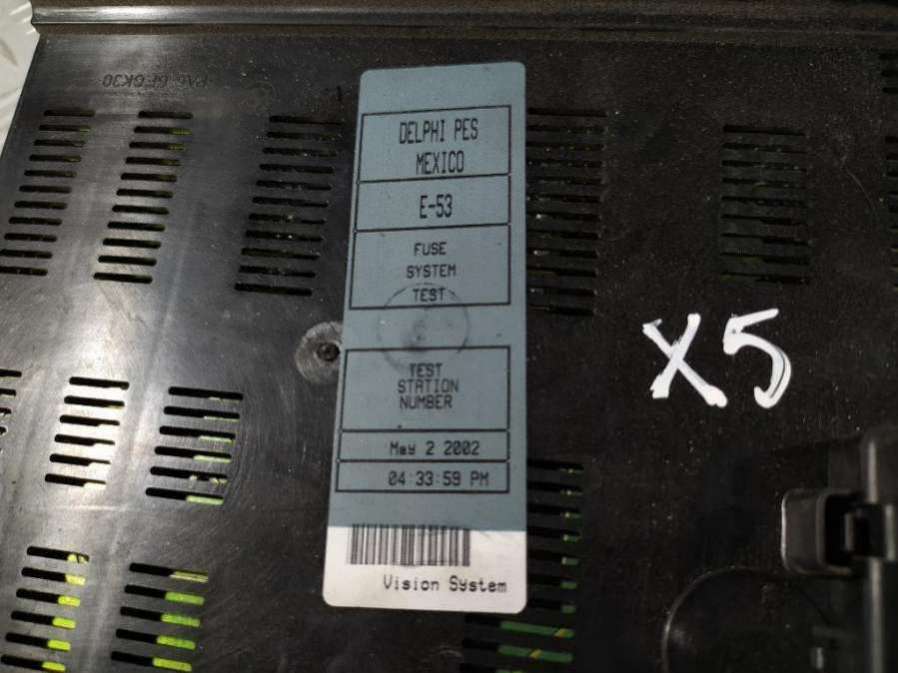 DELPHI PES
MEXICO
E-53
FUSE
SYSTEM
TEST
TEST
STATION
NUMBER
May 2 2002
04:33:59 PM
Vision System
X5